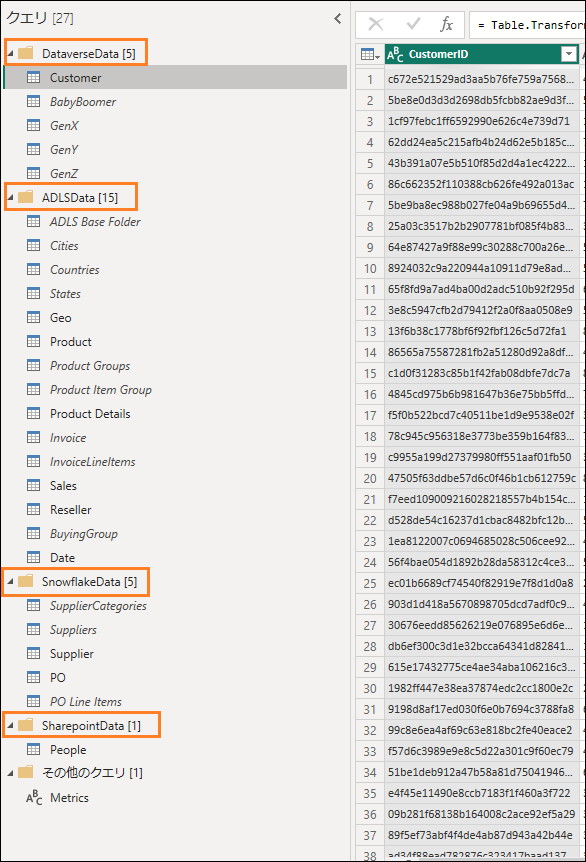 クエリ [27]
DataverseData [5]
Customer
BabyBoomer
GenX
GenY
GenZ
ADLSData [15]
ADLS Base Folder
Cities
Countries
States
Geo
Product
Product Groups
Product Item Group
Product Details
Invoice
InvoiceLineItems
Sales
Reseller
BuyingGroup
Date
SnowflakeData [5]
SupplierCategories
Suppliers
Supplier
PO
PO Line Items
SharepointData [1]
People
その他のクエリ [1]
ABC Metrics
fx = Table.Transfor
ABC CustomerID
1 c672e521529ad3aa5b76fe759a7568...
2 5be8e0d3d3d2698db5fcbb82ae9d3f...
3 1cf97febc1ff6592990e626c4e739d71
4 62dd24ea5c215afb4b24d62e5b185c...
5 43b391a07e5b510f85d2d4a1ec4222...
6 86c662352f110388cb626fe492a013ac
7 5be9ba8ec988b027fe04a9b69655d4...
8 25a03c3517b2b2907781bf085f4b83...
9 64e87427a9f88e99c30288c700a26e...
10 8924032c9a220944a10911d79e8ad...
11 65f8fd9a7ad4ba00d2adc510b92f295d
12 3e8c5947cfb2d79412f2a0f8aa0508e9
13 13f6b38c1778bf6f92fbf126c5d72fa1
14 86565a75587281fb2a51280d92a8df...
15 c1d0f31283c85b1f42fab08dbfe7dc7a
16 4845cd975b6b981647b36e75bb5ffd...
17 f5f0b522bcd7c40511be1d9e9538e02f
18 78c945c956318e3773be359b164f83...
19 c9955a199d27379980ff551aaf01fb50
20 47505f63ddbe57d6c0f46b1cb612759c
21 f7eed109009216028218557b4b154c...
22 d528de54c16237d1cbac8482bfc12b...
23 1ea8122007c0694685028c506cee92...
24 56f4bae054d1892b28da58312c4ce3...
25 ec01b6689cf74540f82919e7f8d1d0a8
26 903d1d418a5670898705dcd7adf0c9...
27 30676eedd85626219e076895e6d6e...
28 db6ef300c3d1e32bcca64341d82841...
29 615e17432775ce4ae34aba106216c3...
30 1982ff447e38ea37874edc2cc1800e2c
31 9198d8af17ed030f6e0b7694c3788fa8
32 99c8e6ea4af69c63e818bc2fe40eace2
33 f57d6c3989e9e8c5d22a301c9f60ec79
34 51be1deb912a47b58a81d75041946...
35 e4f45e11490e8ccb7183f1f460a3f722
36 09b281f68138b164008c2ace92ef5a29
37 89f5ef73abf4f4de4ab87d943a42b44e
38 ad34f88ead782876c323417baad137